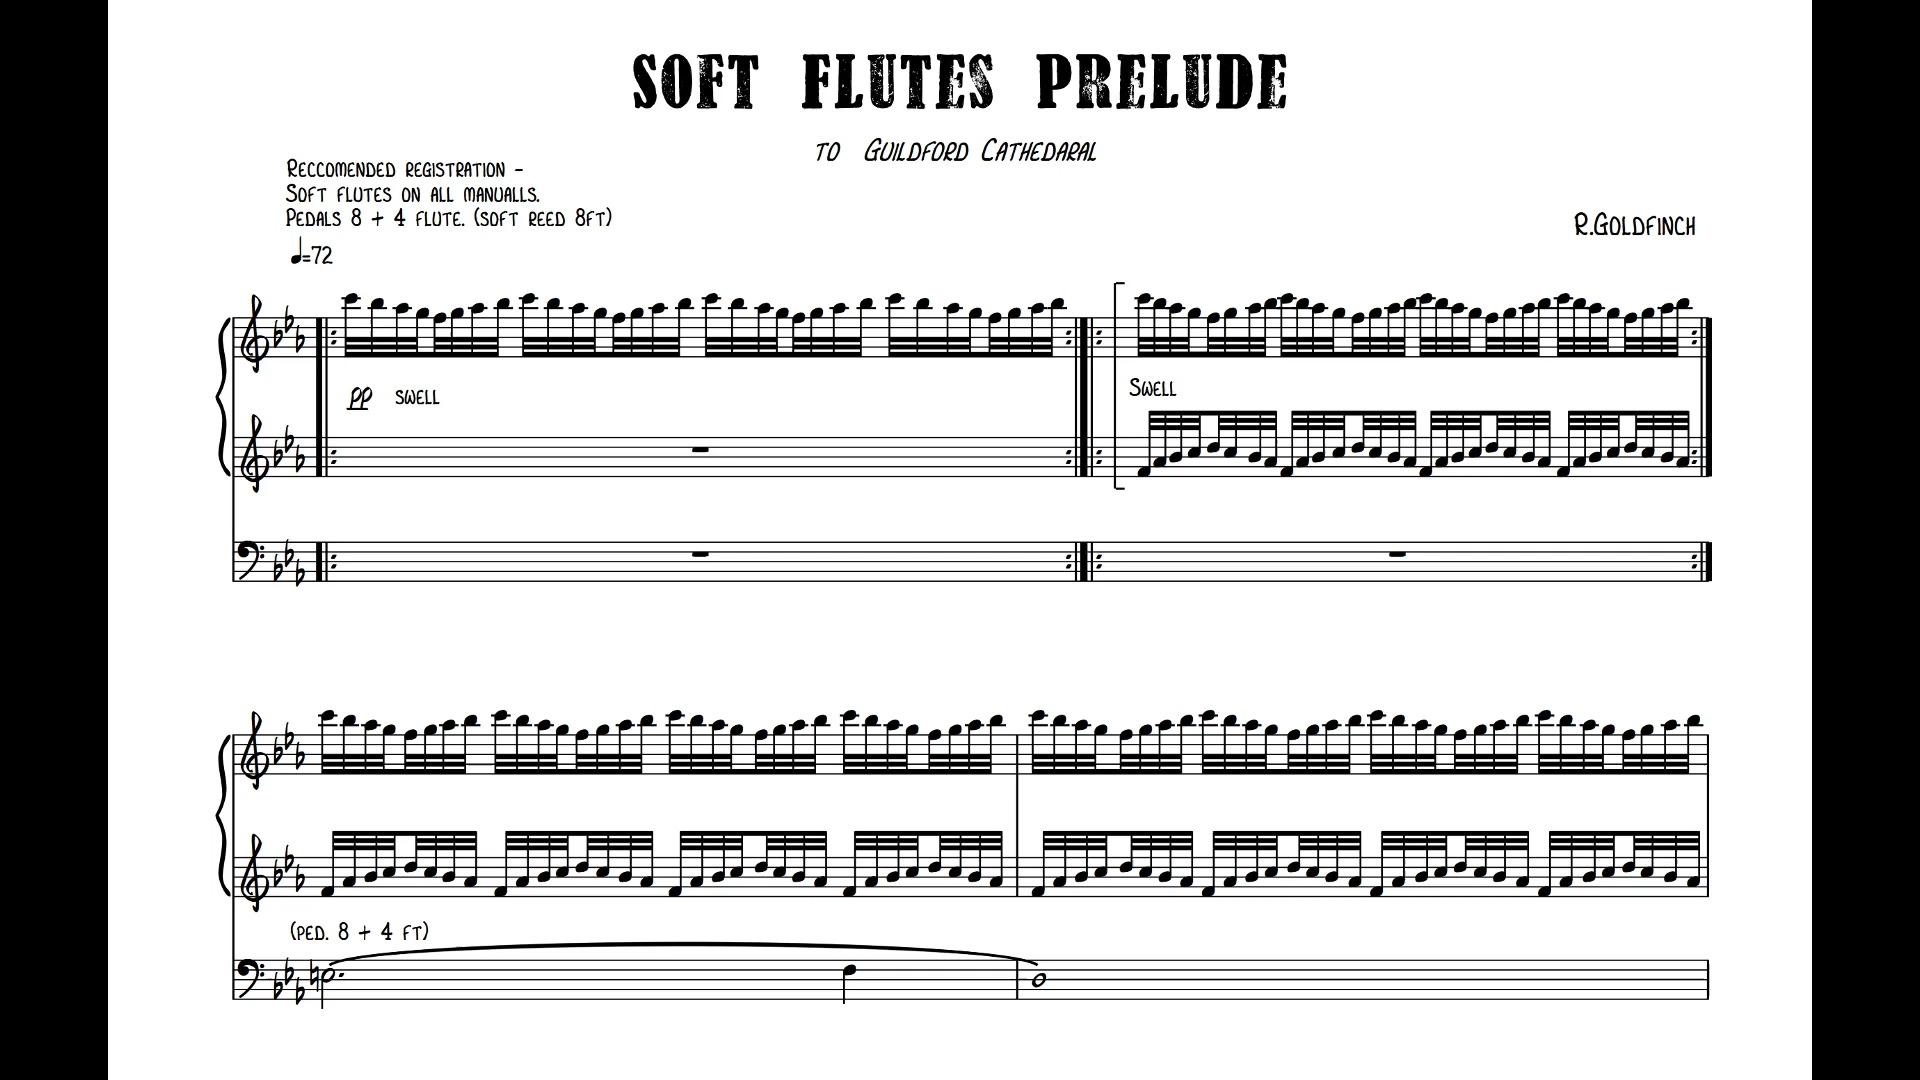 SOFT FLUTES PRELUDE
TO GUILDFORD CATHEDARAL
RECCOMENDED REGISTRATION -
SOFT FLUTES ON ALL MANUALLS.
PEDALS 8 + 4 FLUTE. (SOFT REED 8FT)
R.GOLDFINCH
♩=72
pp SWELL
SWELL
(PED. 8 + 4 FT)